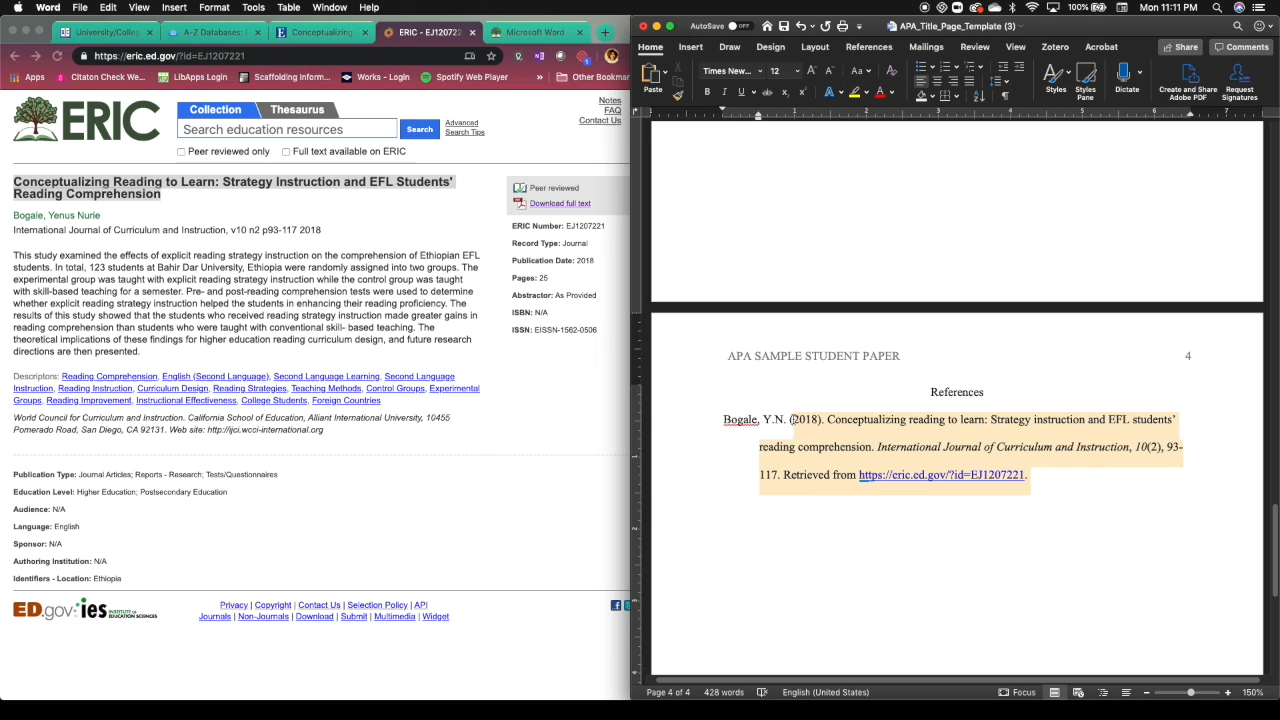 Word File Edit View Insert Format Tools Table Window Help
100% Mon 11:11 PM
University/Colleg
A-Z Databases:
Conceptualizing
ERIC - EJ120722
Microsoft Word -
https://eric.ed.gov/?id=EJ1207221
Apps
Citaton Check We...
LibApps Login
Scaffolding Inform...
Works - Login
Spotify Web Player
»
Other Bookmar
ERIC
Collection
Thesaurus
Search education resources
Search
Advanced
Search Tips
Peer reviewed only
Full text available on ERIC
Notes
FAQ
Contact Us
Conceptualizing Reading to Learn: Strategy Instruction and EFL Students'
Reading Comprehension
Bogale, Yenus Nurie
International Journal of Curriculum and Instruction, v10 n2 p93-117 2018
This study examined the effects of explicit reading strategy instruction on the comprehension of Ethiopian EFL
students. In total, 123 students at Bahir Dar University, Ethiopia were randomly assigned into two groups. The
experimental group was taught with explicit reading strategy instruction while the control group was taught
with skill-based teaching for a semester. Pre- and post-reading comprehension tests were used to determine
whether explicit reading strategy instruction helped the students in enhancing their reading proficiency. The
results of this study showed that the students who received reading strategy instruction made greater gains in
reading comprehension than students who were taught with conventional skill- based teaching. The
theoretical implications of these findings for higher education reading curriculum design, and future research
directions are then presented.
Descriptors: Reading Comprehension, English (Second Language), Second Language Learning, Second Language
Instruction, Reading Instruction, Curriculum Design, Reading Strategies, Teaching Methods, Control Groups, Experimental
Groups, Reading Improvement, Instructional Effectiveness, College Students, Foreign Countries
World Council for Curriculum and Instruction. California School of Education, Alliant International University, 10455
Pomerado Road, San Diego, CA 92131. Web site: http://ijci.wcci-international.org
Publication Type: Journal Articles; Reports - Research; Tests/Questionnaires
Education Level: Higher Education; Postsecondary Education
Audience: N/A
Language: English
Sponsor: N/A
Authoring Institution: N/A
Identifiers - Location: Ethiopia
Peer reviewed
Download full text
ERIC Number: EJ1207221
Record Type: Journal
Publication Date: 2018
Pages: 25
Abstractor: As Provided
ISBN: N/A
ISSN: EISSN-1562-0506
ED.gov
ies INSTITUTE OF EDUCATION SCIENCES
Privacy | Copyright | Contact Us | Selection Policy | API
Journals | Non-Journals | Download | Submit | Multimedia | Widget
AutoSave OFF
APA_Title_Page_Template (3)
Home Insert Draw Design Layout References Mailings Review View Zotero Acrobat
Share
Comments
Paste
Times New...
12
Styles
Styles Pane
Dictate
Create and Share Adobe PDF
Request Signatures
APA SAMPLE STUDENT PAPER 4
References
Bogale, Y.N. (2018). Conceptualizing reading to learn: Strategy instruction and EFL students’
reading comprehension. International Journal of Curriculum and Instruction, 10(2), 93-
117. Retrieved from https://eric.ed.gov/?id=EJ1207221.
Page 4 of 4 428 words English (United States) Focus 150%